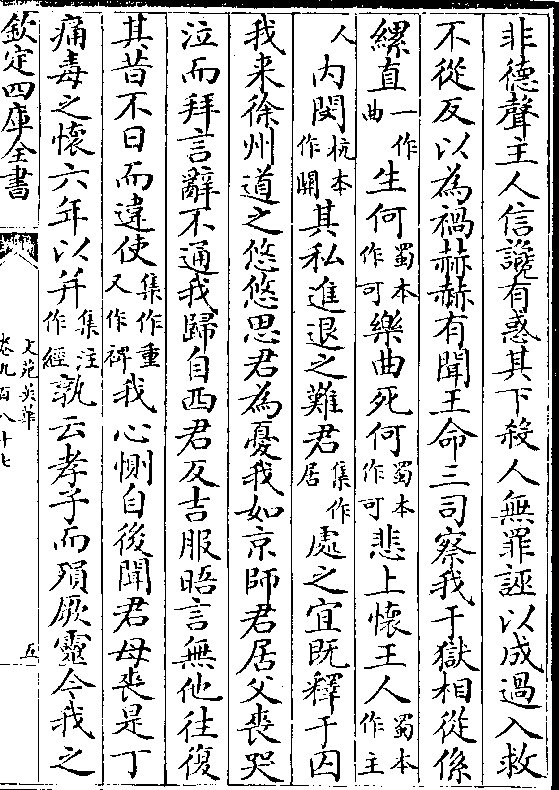 非德聲主人信讒有惑其下殺人無罪誣以成過入救
不從反以為禍赫赫有聞王命三司察我于獄相從係
縲直一作曲生何蜀本作可樂曲死何蜀本作可悲上懷王人蜀本作主
人内閔杭本作關其私進退之難君集作居處之宜既釋于囚
我来徐州道之悠悠思君為憂我如京師君居父喪哭
泣而拜言辭不通我歸自西君反吉服晤言無他往復
其昔不日而違使集作重又作裨我心惻自後聞君母喪是丁
痛毒之懷六年以并集注作經孰云孝子而殞厥靈今我之
欽定四庫全書
文苑英華
卷九百八十七
五